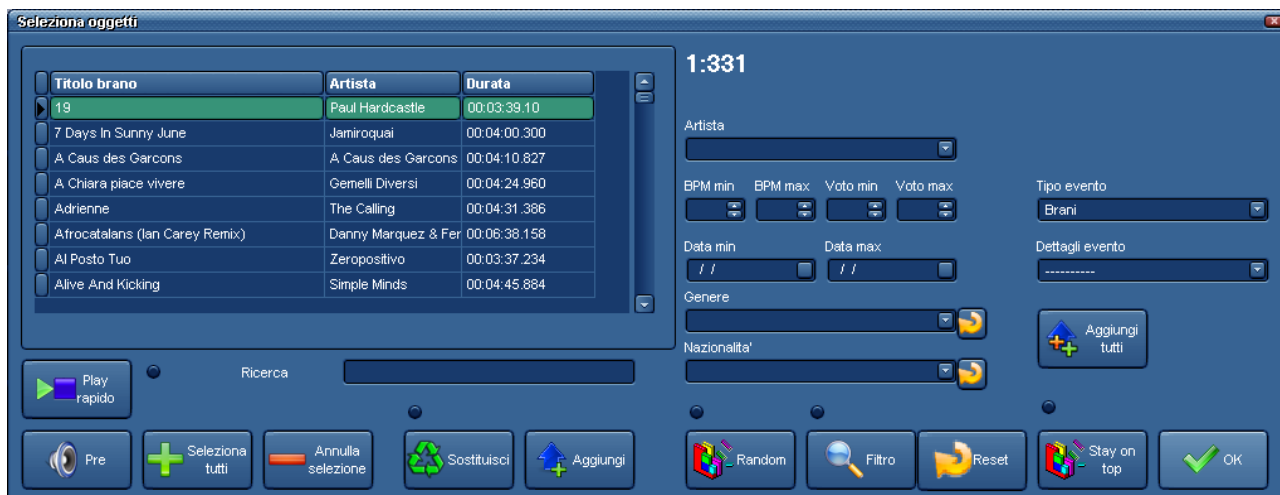 Seleziona oggetti
1:331
Titolo brano Artista Durata
19 Paul Hardcastle 00:03:39.10
7 Days In Sunny June Jamiroquai 00:04:00.300
A Caus des Garcons A Caus des Garcons 00:04:10.827
A Chiara piace vivere Gemelli Diversi 00:04:24.960
Adrienne The Calling 00:04:31.386
Afrocatalans (Ian Carey Remix) Danny Marquez & Fer 00:06:38.158
Al Posto Tuo Zeropositivo 00:03:37.234
Alive And Kicking Simple Minds 00:04:45.884
Artista
BPM min BPM max Voto min Voto max Tipo evento
Brani
Data min Data max Dettagli evento
/ / / / ----------
Genere
Nazionalita'
Aggiungi
tutti
Play
rapido
Ricerca
Pre
Seleziona
tutti
Annulla
selezione
Sostituisci
Aggiungi
Random
Filtro
Reset
Stay on
top
OK